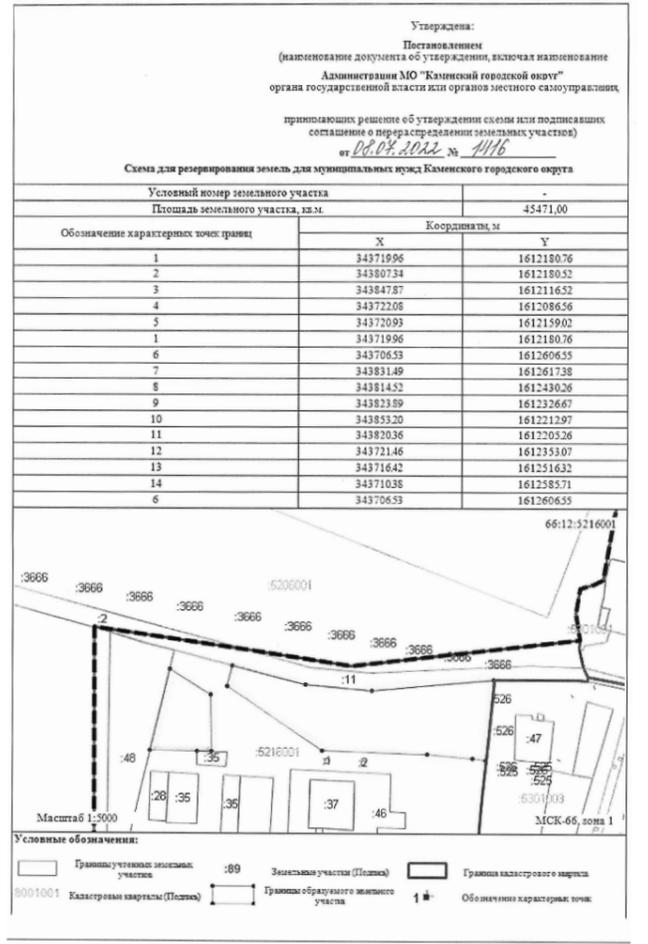 Утверждена:
Постановлением
(наименование документа об утверждении, включая наименование
Администрации МО "Каменский городской округ"
органа государственной власти или органов местного самоуправления,
принимающих решение об утверждении схемы или подписавших
соглашение о перераспределении земельных участков)
от 08.07.2022 № 1416
Схема для резервирования земель для муниципальных нужд Каменского городского округа
Условный номер земельного участка -
Площадь земельного участка, кв.м. 45471,00
Обозначение характерных точек границ Координаты, м
X Y
1 343719.96 1612180.76
2 343807.34 1612180.52
3 343847.87 1612116.52
4 343722.08 1612086.56
5 343720.93 1612159.02
1 343719.96 1612180.76
6 343706.53 1612606.55
7 343831.49 1612617.38
8 343814.52 1612430.26
9 343823.89 1612326.67
10 343853.20 1612212.97
11 343820.36 1612205.26
12 343721.46 1612353.07
13 343716.42 1612516.32
14 343710.38 1612585.71
6 343706.53 1612606.55
66:12:5216001
:3666
:3666
:3666
:3666
:5206001
:3666
:3666
:3666
:3666
:3666
:3666
:2
:11
:526
:526
:47
:48
:35
:5216001
:525
:525
:28
:35
:35
:37
:46
:5301003
Масштаб 1:5000
МСК-66, зона 1
Условные обозначения:
Границы учтенных земельных участков
:89 Земельные участки (Подпись)
Граница кадастрового квартала
8001001 Кадастровые кварталы (Подпись)
Границы образуемого земельного участка
1 Обозначение характерных точек